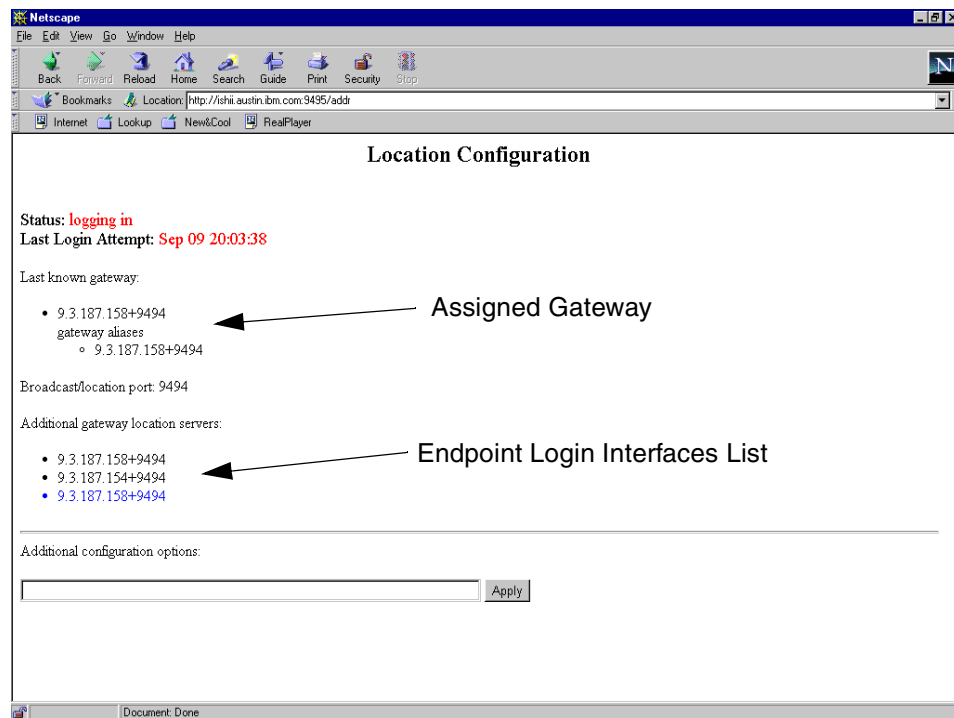 Netscape
File Edit View Go Window Help
Back Forward Reload Home Search Guide Print Security Stop
N
Bookmarks Location: http://ishii.austin.ibm.com:9495/addr
Internet Lookup New&Cool RealPlayer
Location Configuration
Status: logging in
Last Login Attempt: Sep 09 20:03:38
Last known gateway:
9.3.187.158+9494
Assigned Gateway
gateway aliases
9.3.187.158+9494
Broadcast/location port: 9494
Additional gateway location servers:
9.3.187.158+9494
Endpoint Login Interfaces List
9.3.187.154+9494
9.3.187.158+9494
Additional configuration options:
Apply
Document: Done